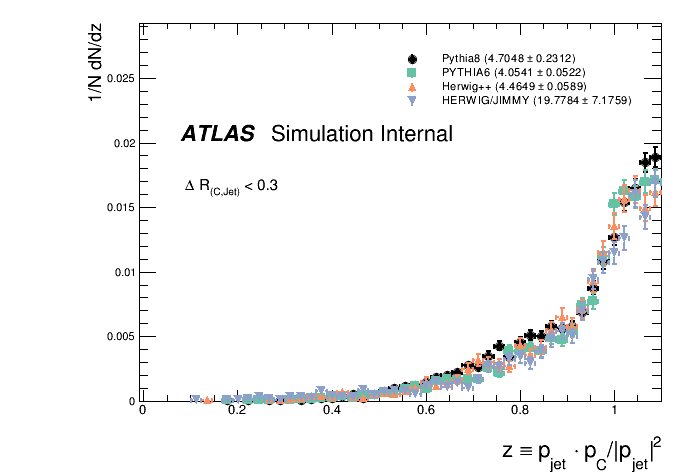 1/N dN/dz
Pythia8 (4.7048 ± 0.2312)
PYTHIA6 (4.0541 ± 0.0522)
Herwig++ (4.4649 ± 0.0589)
HERWIG/JIMMY (19.7784 ± 7.1759)
0.025
ATLAS Simulation Internal
0.02
Δ R(C,Jet) < 0.3
0.015
0.01
0.005
0
0 0.2 0.4 0.6 0.8 1
z ≡ pjet · pC/|pjet|²